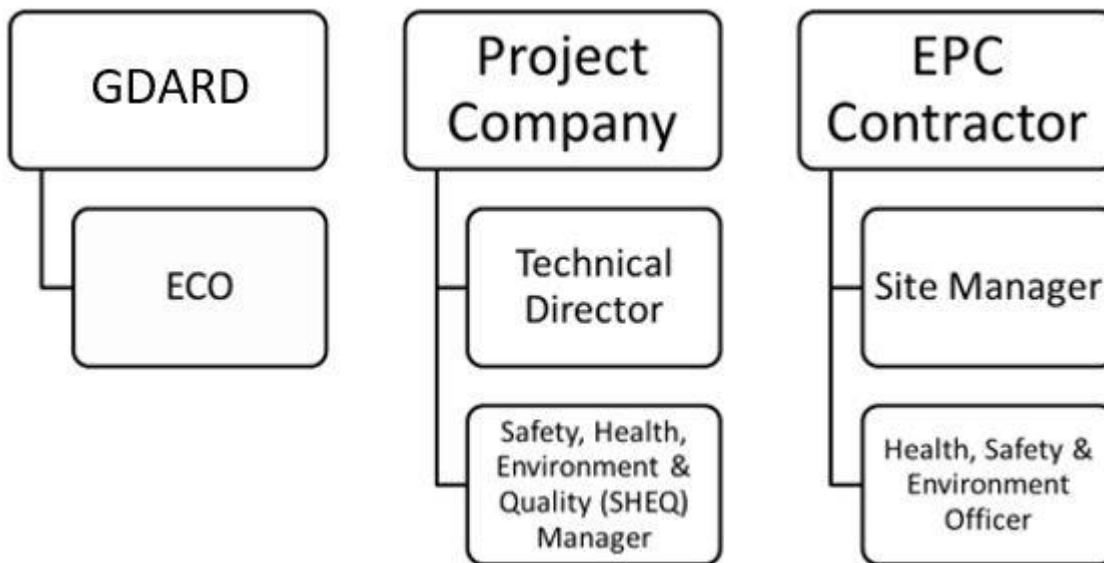 GDARD
ECO
Project
Company
Technical
Director
Safety, Health,
Environment &
Quality (SHEQ)
Manager
EPC
Contractor
Site Manager
Health, Safety &
Environment
Officer